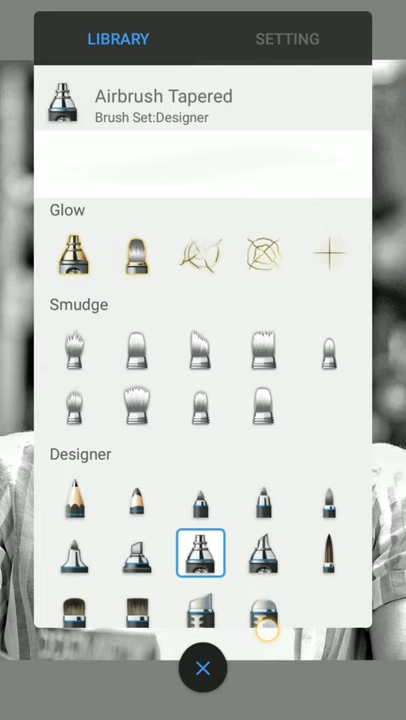 LIBRARY
SETTING
Airbrush Tapered
Brush Set:Designer
Glow
Smudge
Designer